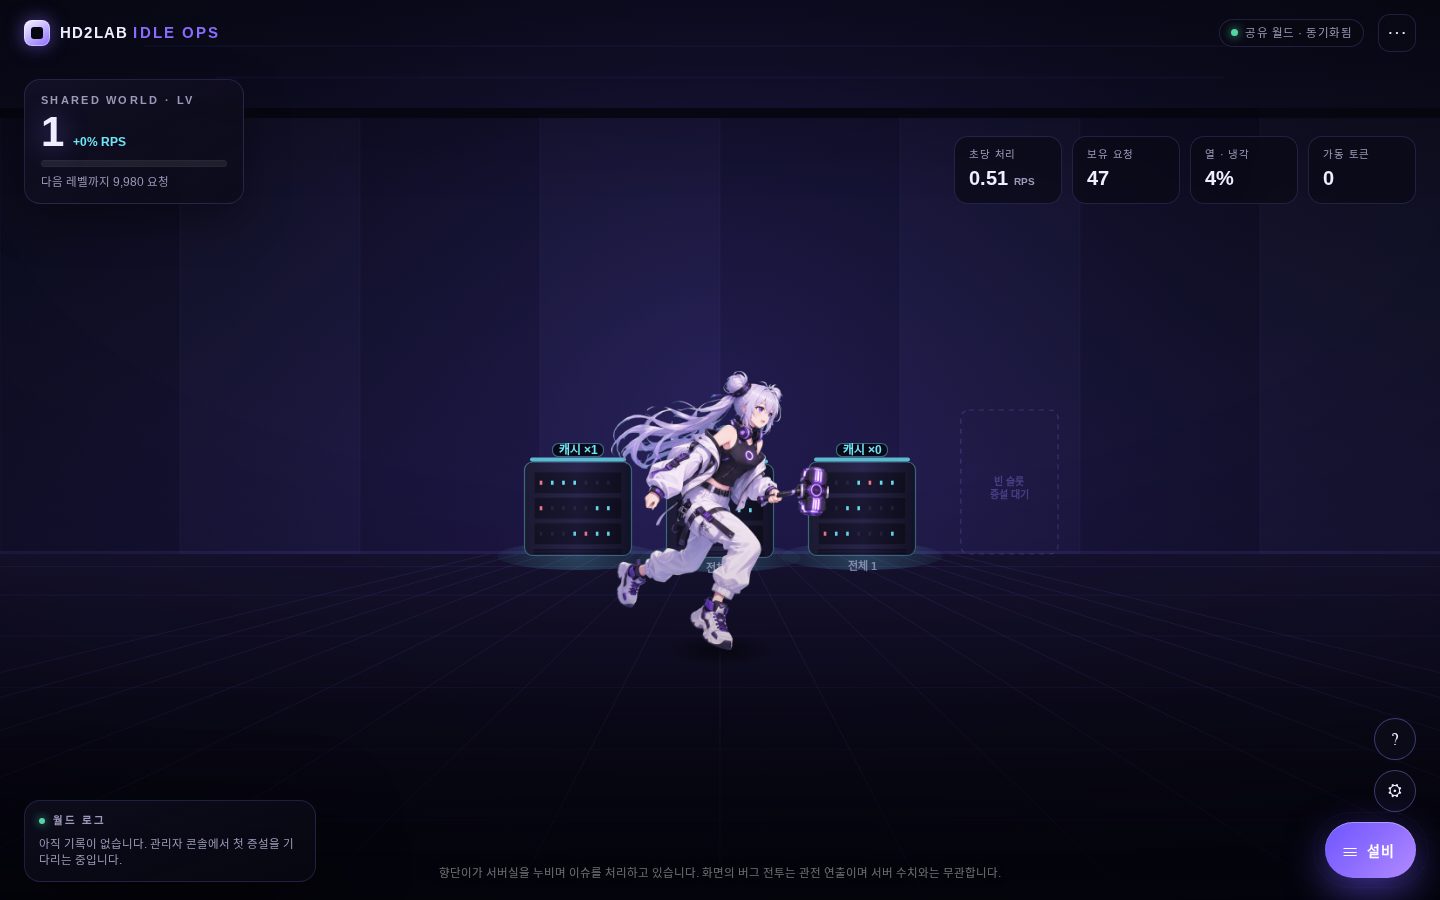 HD2LAB IDLE OPS
공유 월드 · 동기화됨
SHARED WORLD · LV
1 +0% RPS
다음 레벨까지 9,980 요청
초당 처리
0.51 RPS
보유 요청
47
열 · 냉각
4%
가동 토큰
0
캐시 ×1
캐시 ×0
빈 슬롯
증설 대기
전체 1
월드 로그
아직 기록이 없습니다. 관리자 콘솔에서 첫 증설을 기
다리는 중입니다.
향단이가 서버실을 누비며 이슈를 처리하고 있습니다. 화면의 버그 전투는 관전 연출이며 서버 수치와는 무관합니다.
?
설비